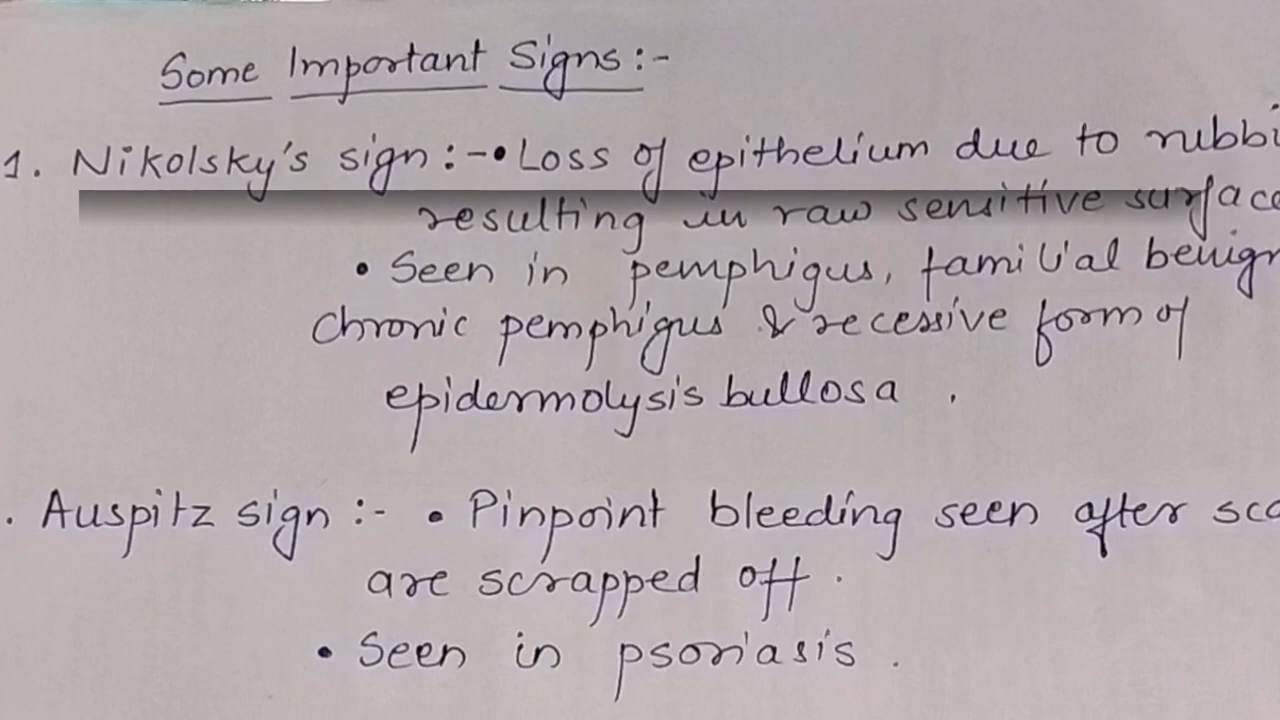 Some Important Signs:-
1. Nikolsky's sign:-• Loss of epithelium due to rubbi
resulting in raw sensitive surface
• Seen in pemphigus, familial benign
chronic pemphigus & recessive form of
epidermolysis bullosa .
. Auspitz sign :- • Pinpoint bleeding seen after sca
are scrapped off.
• Seen in psoriasis.